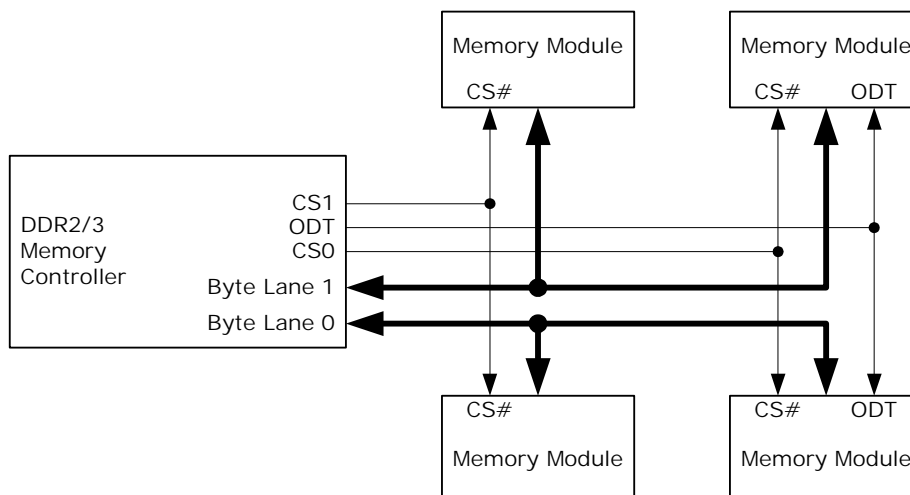 Memory Module
CS#
Memory Module
CS# ODT
DDR2/3
Memory
Controller
CS1
ODT
CS0
Byte Lane 1
Byte Lane 0
CS#
Memory Module
CS# ODT
Memory Module